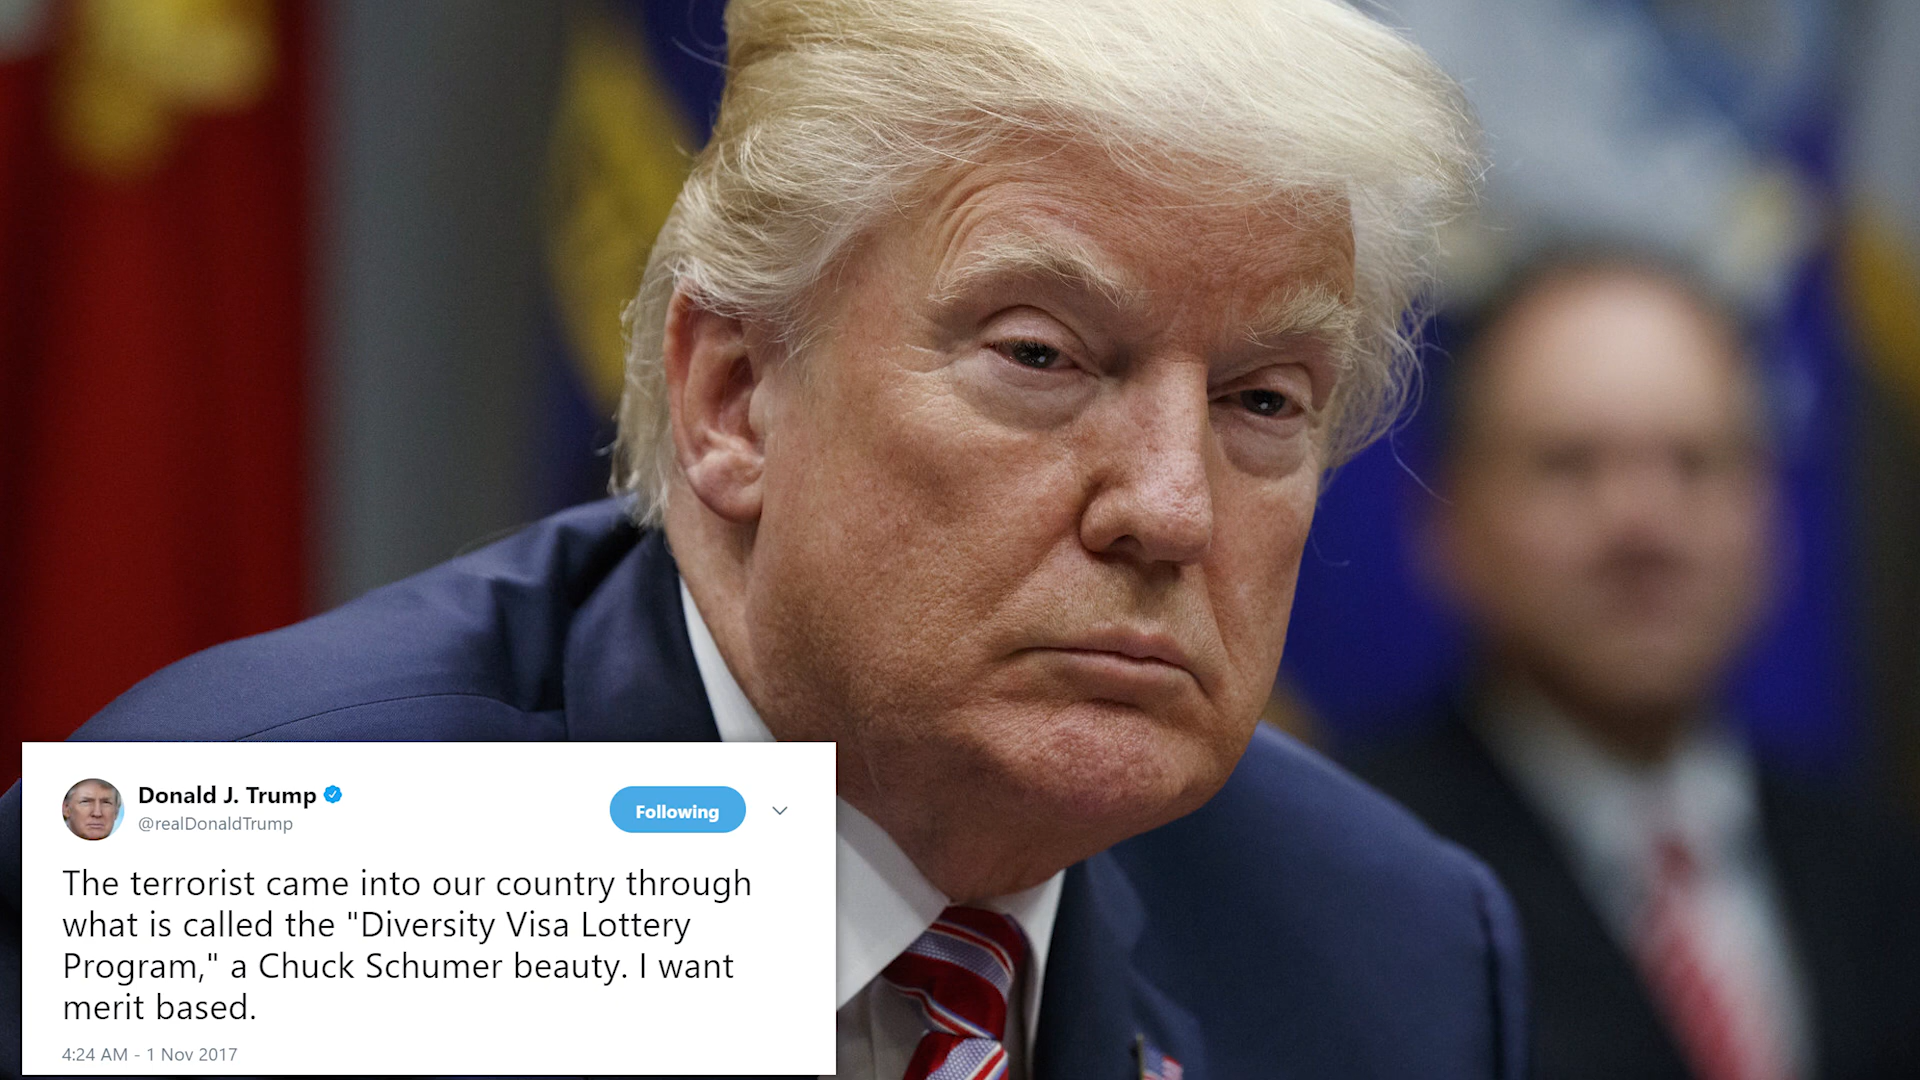 Donald J. Trump
@realDonaldTrump
Following
The terrorist came into our country through
what is called the "Diversity Visa Lottery
Program," a Chuck Schumer beauty. I want
merit based.
4:24 AM - 1 Nov 2017